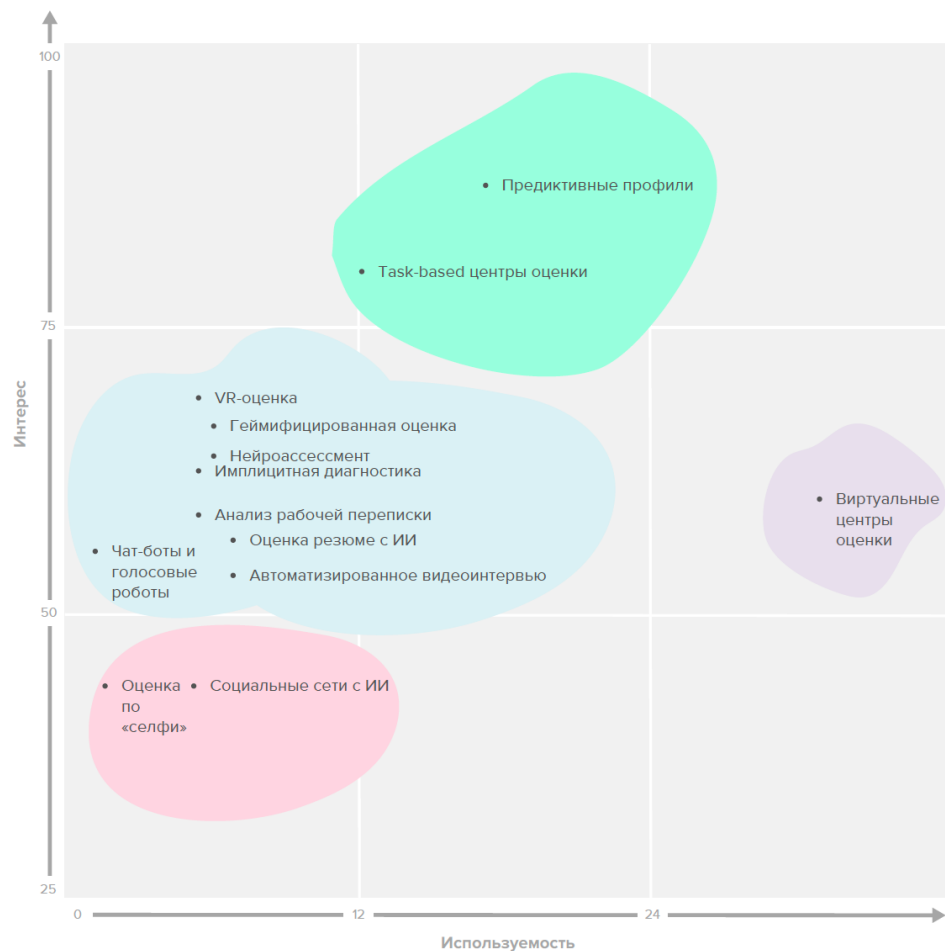 100
Предиктивные профили
Task-based центры оценки
75
Интерес
VR-оценка
Геймифицированная оценка
Нейроассессмент
Имплицитная диагностика
Виртуальные
центры
оценки
Анализ рабочей переписки
Оценка резюме с ИИ
Чат-боты и
голосовые
роботы
Автоматизированное видеоинтервью
50
Оценка
по
«селфи»
Социальные сети с ИИ
25
0
12
24
Используемость